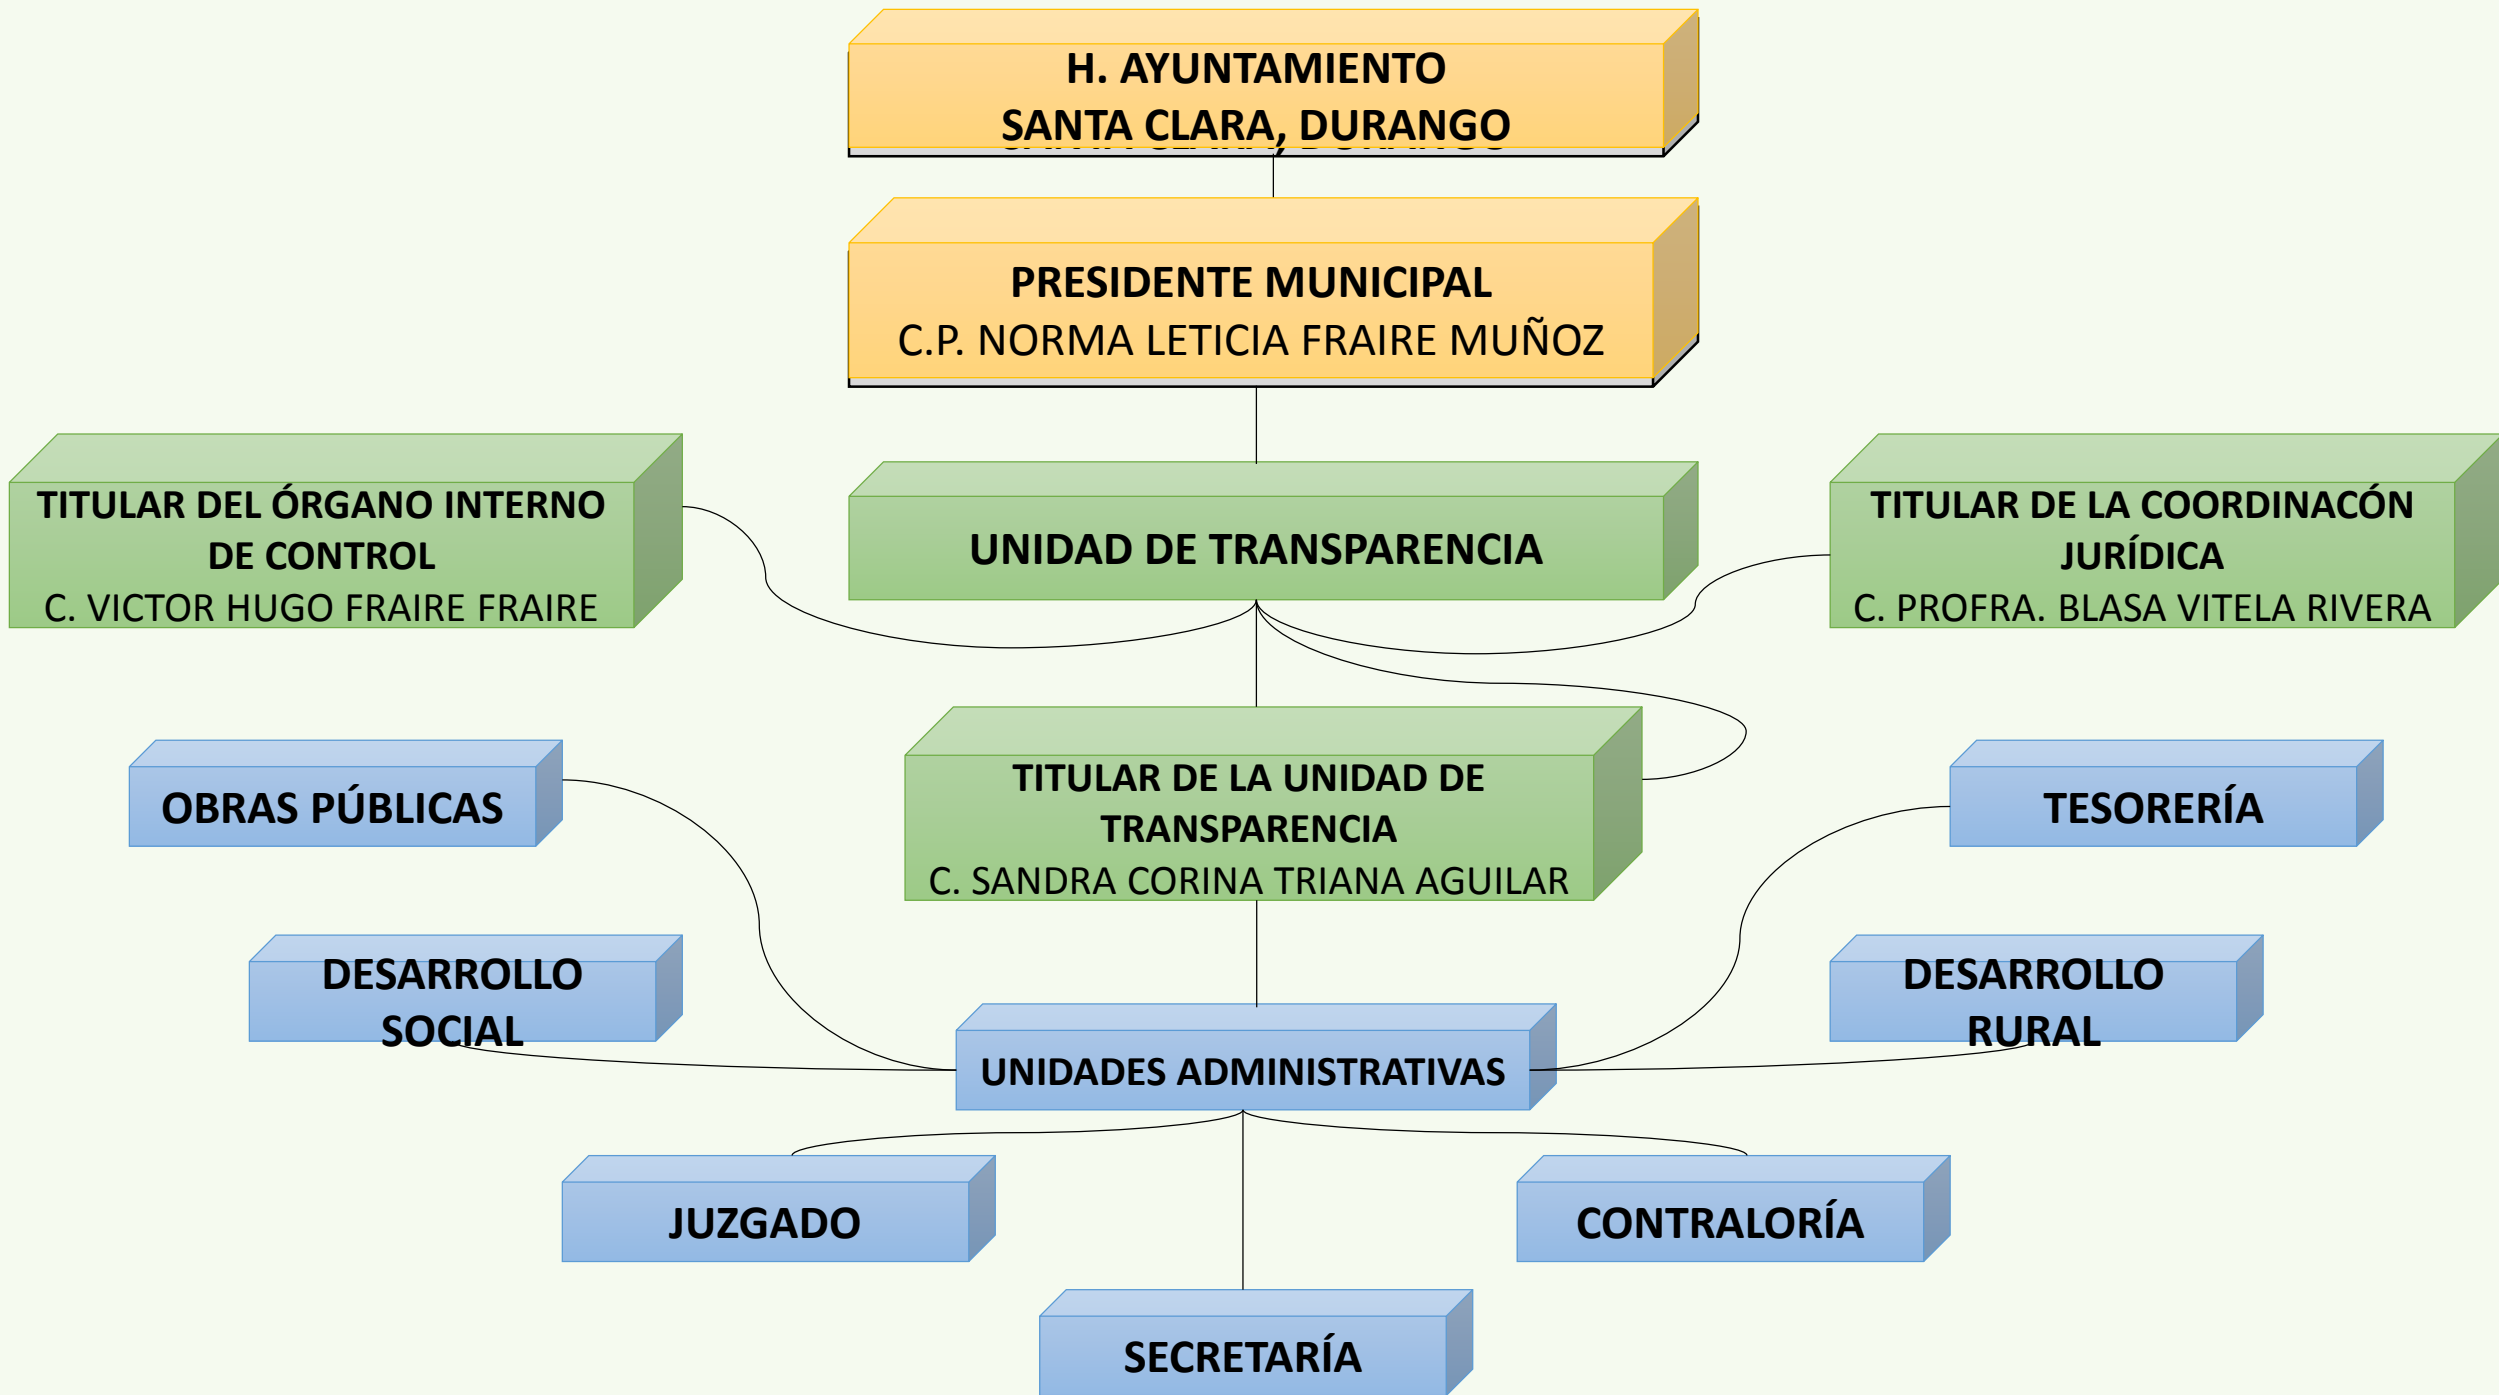 H. AYUNTAMIENTO
SANTA CLARA, DURANGO
PRESIDENTE MUNICIPAL
C.P. NORMA LETICIA FRAIRE MUÑOZ
TITULAR DEL ÓRGANO INTERNO
DE CONTROL
C. VICTOR HUGO FRAIRE FRAIRE
UNIDAD DE TRANSPARENCIA
TITULAR DE LA COORDINACÓN
JURÍDICA
C. PROFRA. BLASA VITELA RIVERA
TITULAR DE LA UNIDAD DE
TRANSPARENCIA
C. SANDRA CORINA TRIANA AGUILAR
OBRAS PÚBLICAS
TESORERÍA
DESARROLLO
SOCIAL
DESARROLLO
RURAL
UNIDADES ADMINISTRATIVAS
JUZGADO
CONTRALORÍA
SECRETARÍA